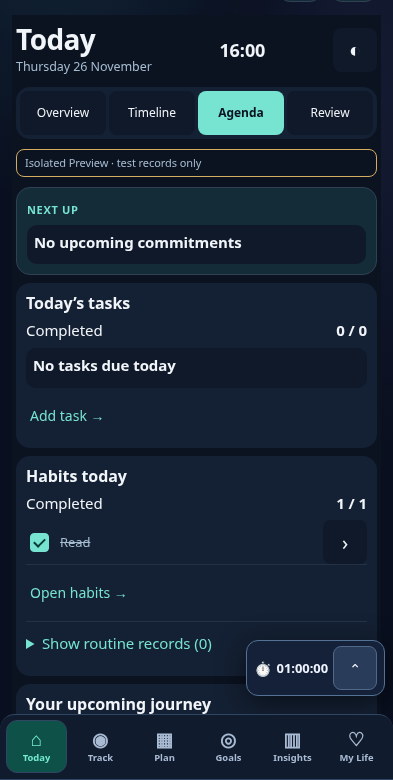 Today
Thursday 26 November
16:00
Overview
Timeline
Agenda
Review
Isolated Preview · test records only
NEXT UP
No upcoming commitments
Today’s tasks
Completed
0 / 0
No tasks due today
Add task →
Habits today
Completed
1 / 1
Read
Open habits →
Show routine records (0)
01:00:00
Your upcoming journey
Today
Track
Plan
Goals
Insights
My Life